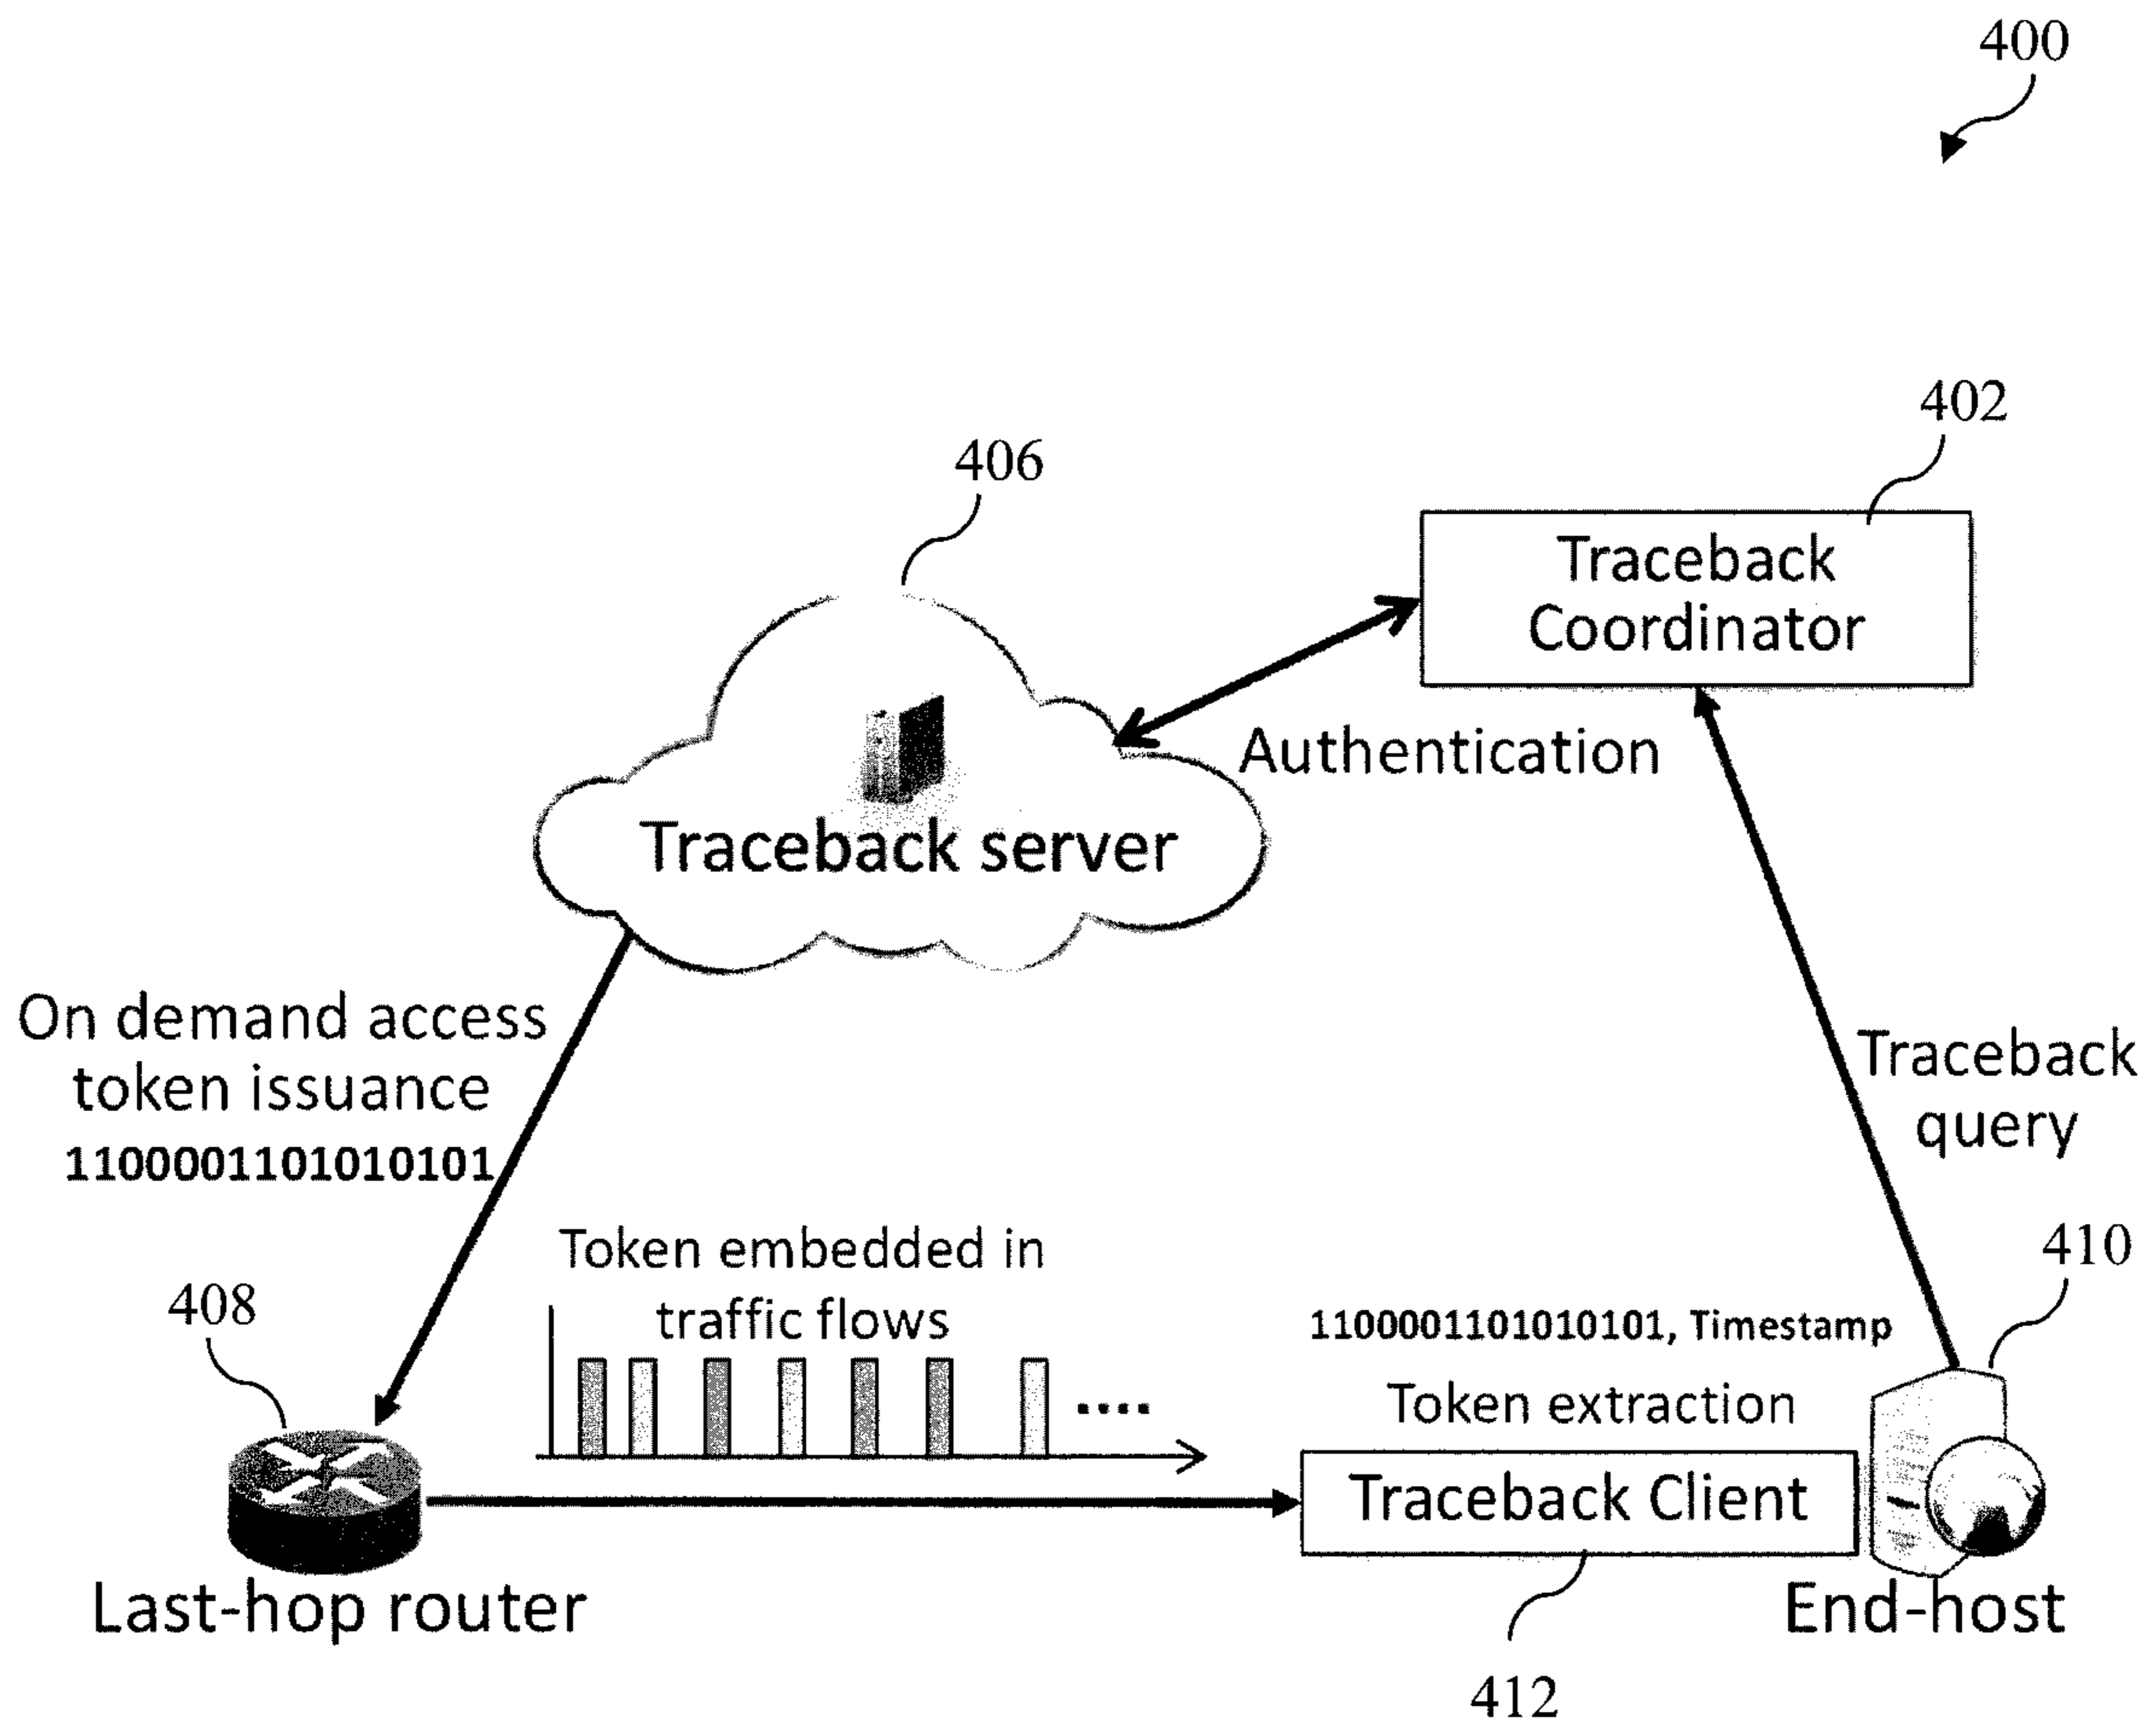 400
402
406
Traceback
Coordinator
Authentication
Traceback server
On demand access
token issuance
1100001101010101
Traceback
query
Token embedded in
traffic flows
408
410
1100001101010101, Timestamp
Token extraction
Traceback Client
Last-hop router
End-host
412